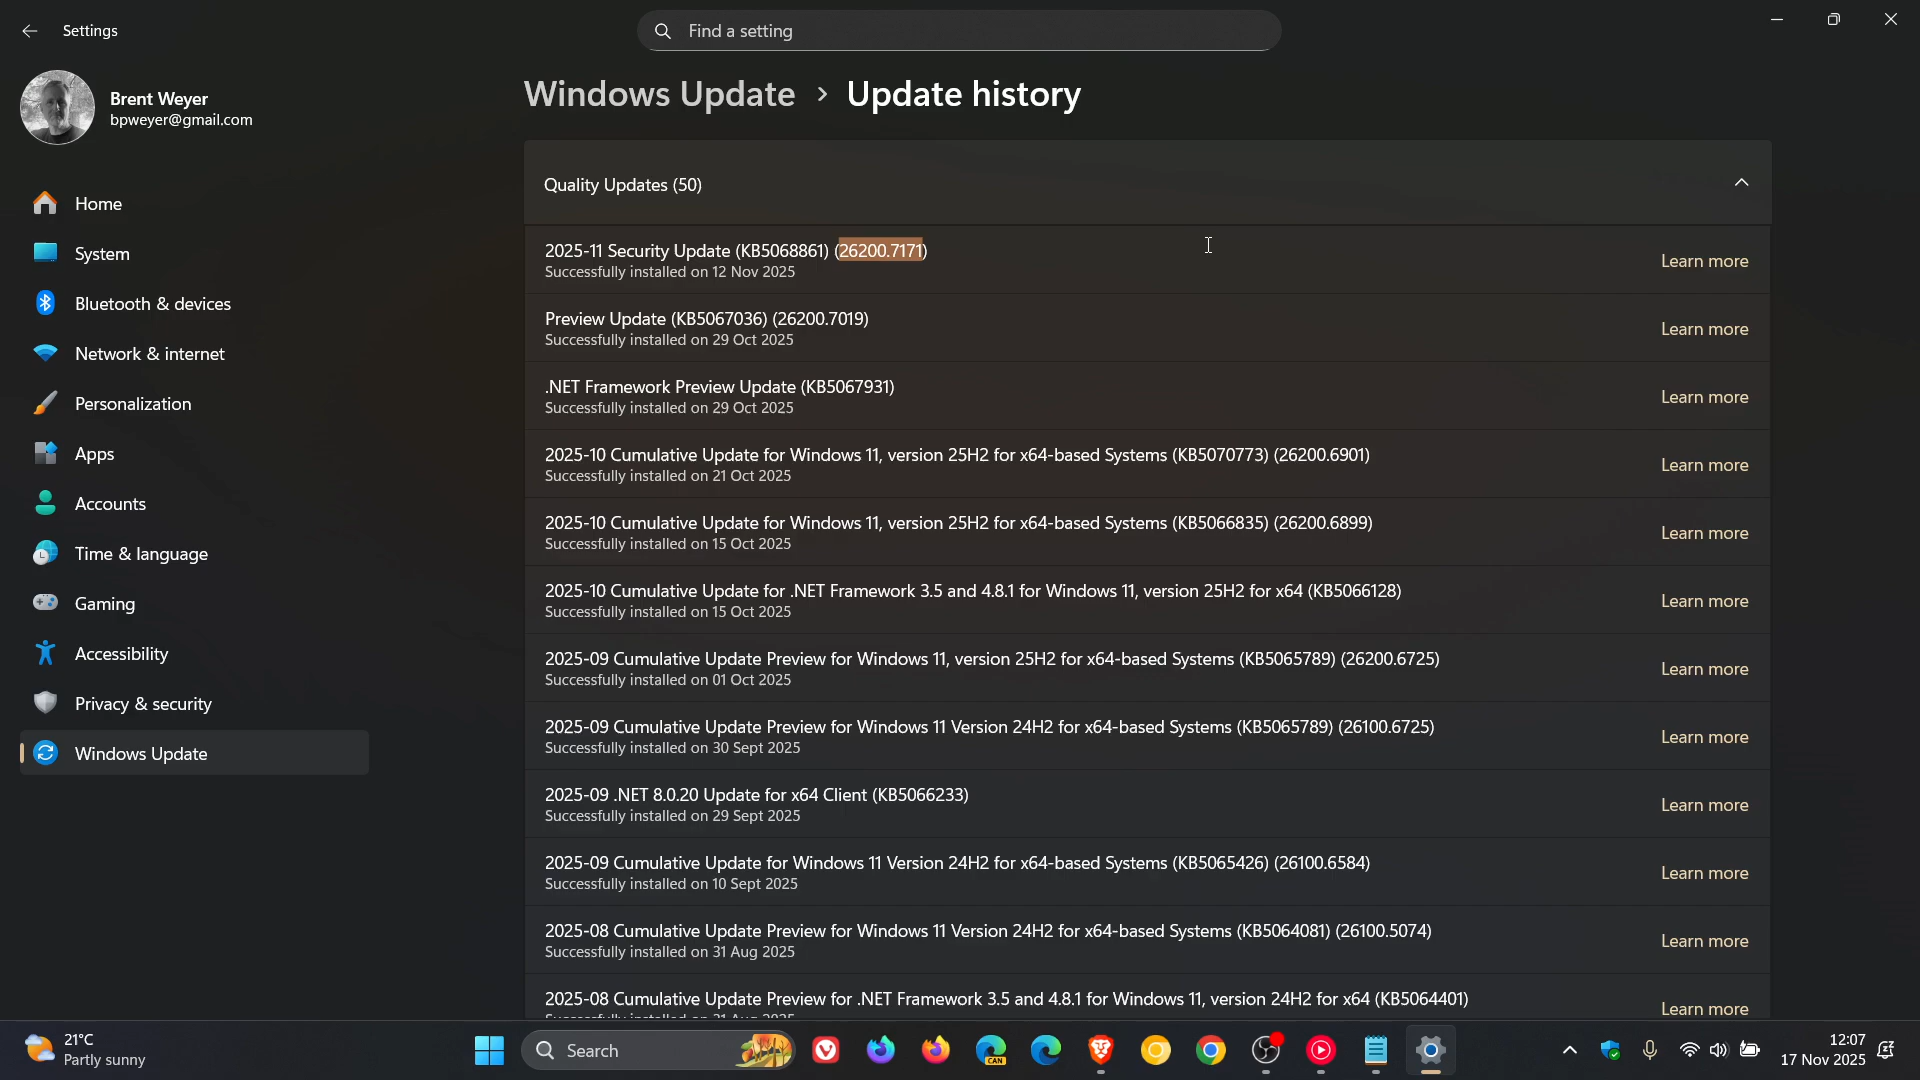 Settings
Find a setting
Brent Weyer
bpweyer@gmail.com
Windows Update > Update history
Home
System
Bluetooth & devices
Network & internet
Personalization
Apps
Accounts
Time & language
Gaming
Accessibility
Privacy & security
Windows Update
Quality Updates (50)
2025-11 Security Update (KB5068861) (26200.7171)
Successfully installed on 12 Nov 2025
Learn more
Preview Update (KB5067036) (26200.7019)
Successfully installed on 29 Oct 2025
Learn more
.NET Framework Preview Update (KB5067931)
Successfully installed on 29 Oct 2025
Learn more
2025-10 Cumulative Update for Windows 11, version 25H2 for x64-based Systems (KB5070773) (26200.6901)
Successfully installed on 21 Oct 2025
Learn more
2025-10 Cumulative Update for Windows 11, version 25H2 for x64-based Systems (KB5066835) (26200.6899)
Successfully installed on 15 Oct 2025
Learn more
2025-10 Cumulative Update for .NET Framework 3.5 and 4.8.1 for Windows 11, version 25H2 for x64 (KB5066128)
Successfully installed on 15 Oct 2025
Learn more
2025-09 Cumulative Update Preview for Windows 11, version 25H2 for x64-based Systems (KB5065789) (26200.6725)
Successfully installed on 01 Oct 2025
Learn more
2025-09 Cumulative Update Preview for Windows 11 Version 24H2 for x64-based Systems (KB5065789) (26100.6725)
Successfully installed on 30 Sept 2025
Learn more
2025-09 .NET 8.0.20 Update for x64 Client (KB5066233)
Successfully installed on 29 Sept 2025
Learn more
2025-09 Cumulative Update for Windows 11 Version 24H2 for x64-based Systems (KB5065426) (26100.6584)
Successfully installed on 10 Sept 2025
Learn more
2025-08 Cumulative Update Preview for Windows 11 Version 24H2 for x64-based Systems (KB5064081) (26100.5074)
Successfully installed on 31 Aug 2025
Learn more
2025-08 Cumulative Update Preview for .NET Framework 3.5 and 4.8.1 for Windows 11, version 24H2 for x64 (KB5064401)
Successfully installed on 31 Aug 2025
Learn more
21°C
Partly sunny
Search
CAN
12:07
17 Nov 2025